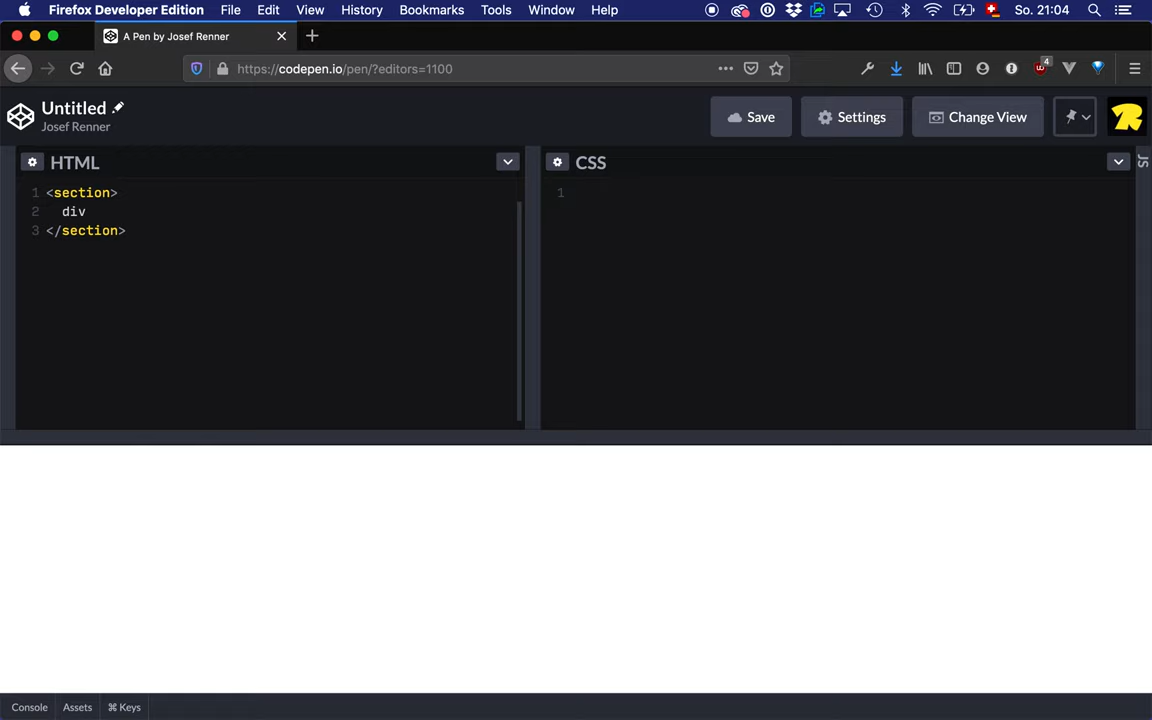 Firefox Developer Edition File Edit View History Bookmarks Tools Window Help So. 21:04
A Pen by Josef Renner
https://codepen.io/pen/?editors=1100
4
Untitled
Josef Renner
Save Settings Change View
HTML
CSS
JS
1 <section>
2 div
3 </section>
1
Console Assets ⌘ Keys